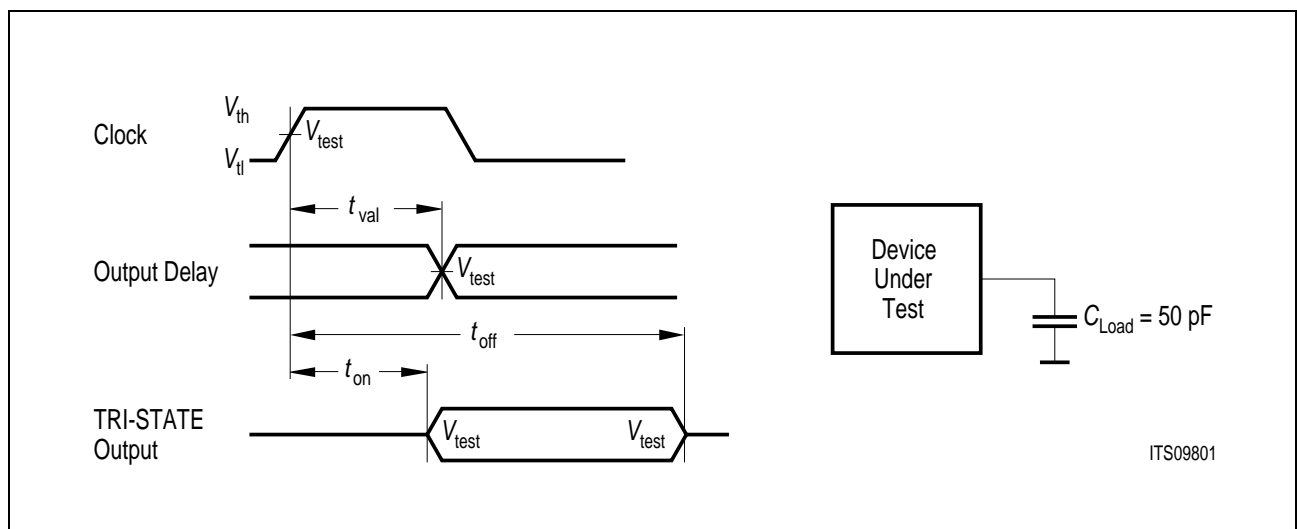 Clock
Vth
Vtl
Vtest
tval
Output Delay
Vtest
toff
ton
TRI-STATE
Output
Vtest
Vtest
Device
Under
Test
CLoad = 50 pF
ITS09801